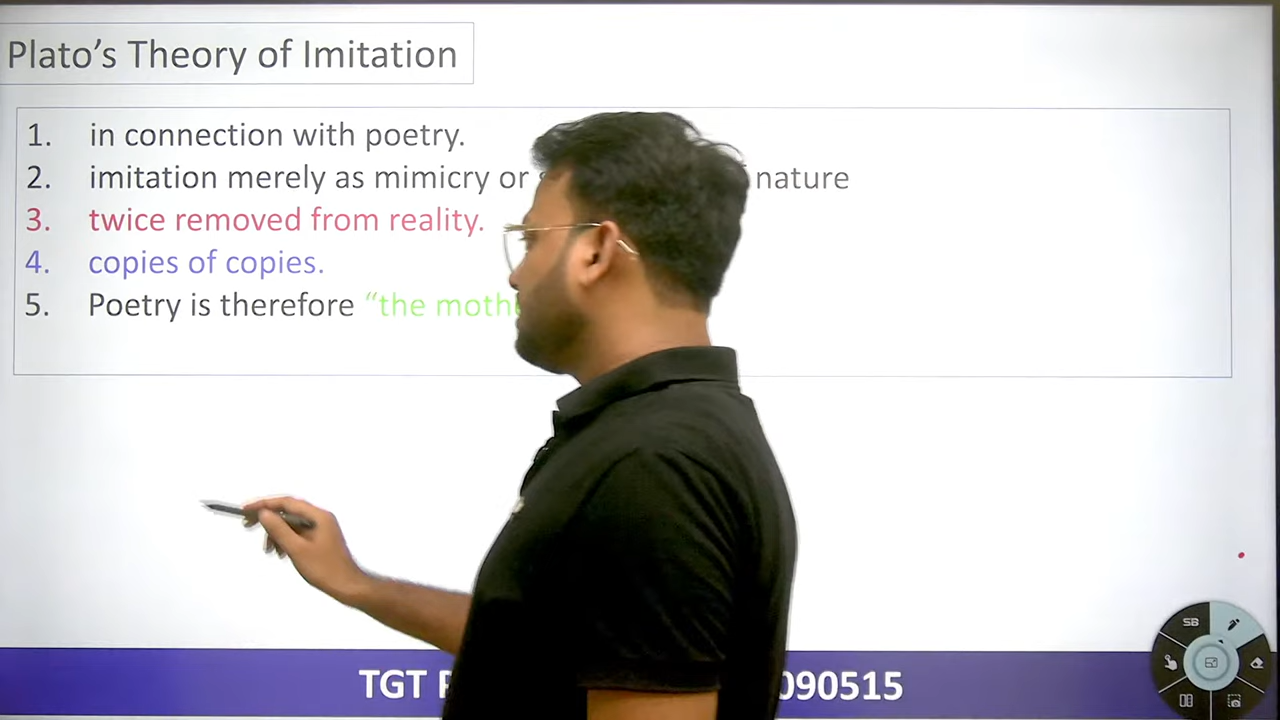 Plato’s Theory of Imitation
1. in connection with poetry.
2. imitation merely as mimicry or nature
3. twice removed from reality.
4. copies of copies.
5. Poetry is therefore “the
TGT 090515
SB